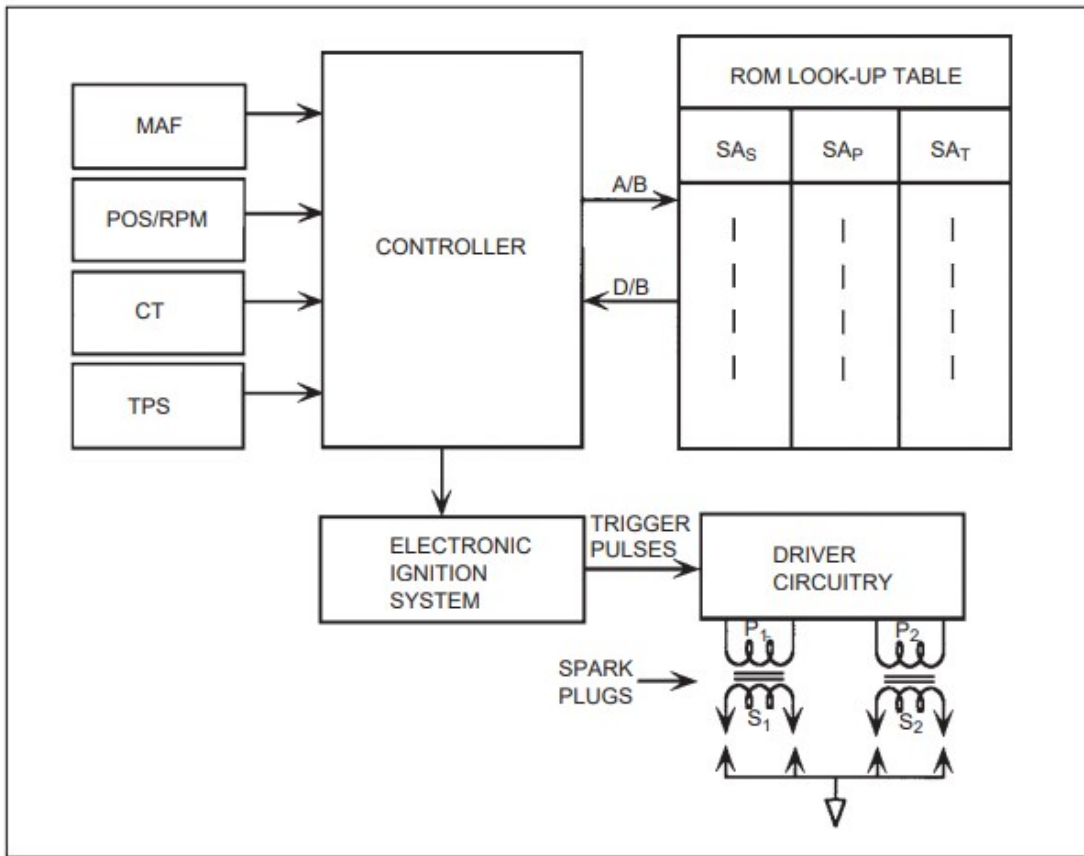 MAF
POS/RPM
CT
TPS
CONTROLLER
A/B
D/B
ROM LOOK-UP TABLE
SAS SAP SAT
ELECTRONIC
IGNITION
SYSTEM
TRIGGER
PULSES
DRIVER
CIRCUITRY
P1 P2
SPARK
PLUGS
S1 S2